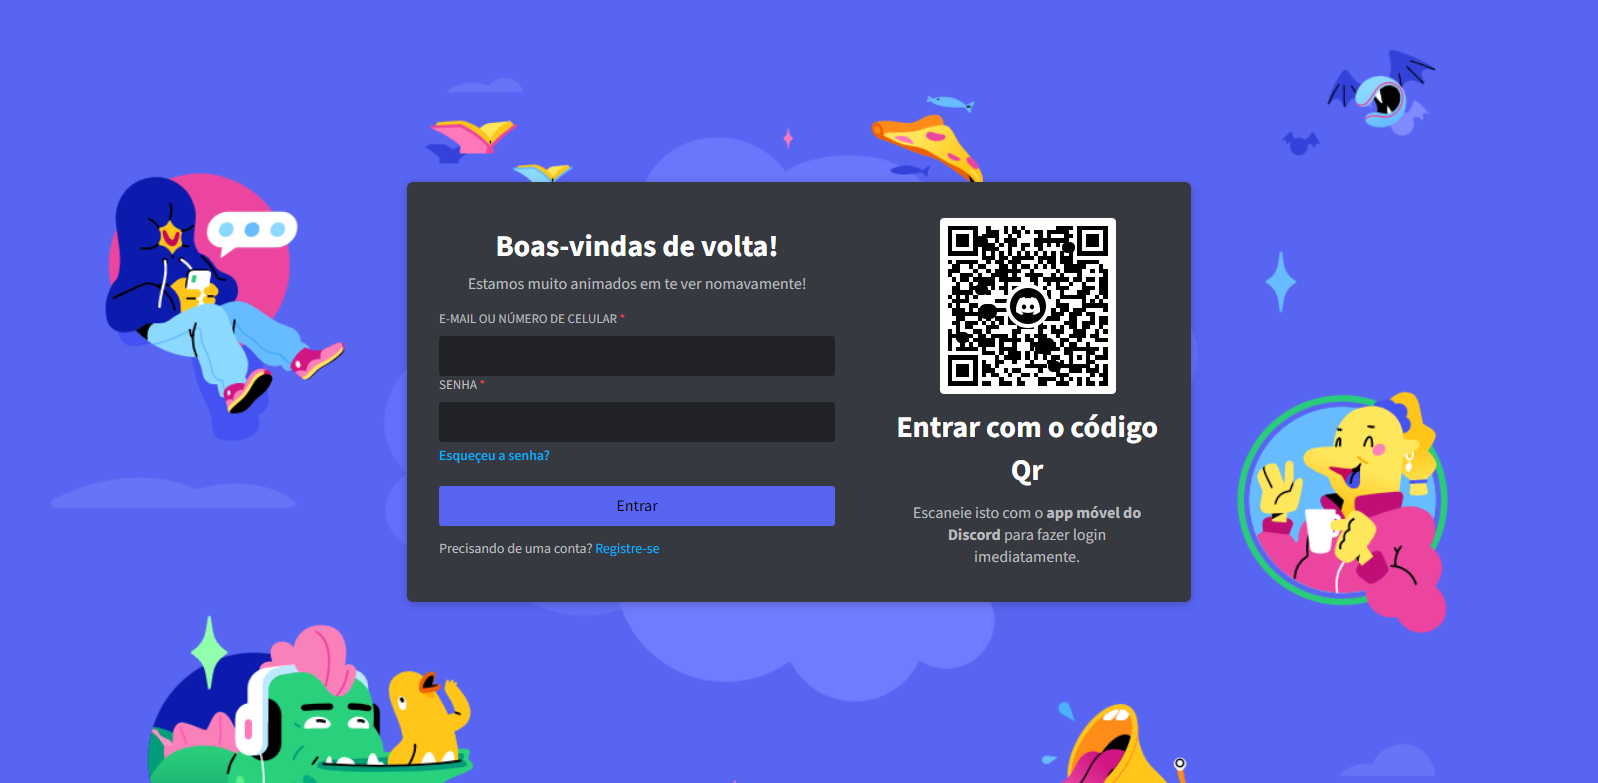 Boas-vindas de volta!
Estamos muito animados em te ver nomavamente!
E-MAIL OU NÚMERO DE CELULAR *
SENHA *
Esqueçeu a senha?
Entrar
Precisando de uma conta? Registre-se
Entrar com o código
Qr
Escaneie isto com o app móvel do
Discord para fazer login
imediatamente.